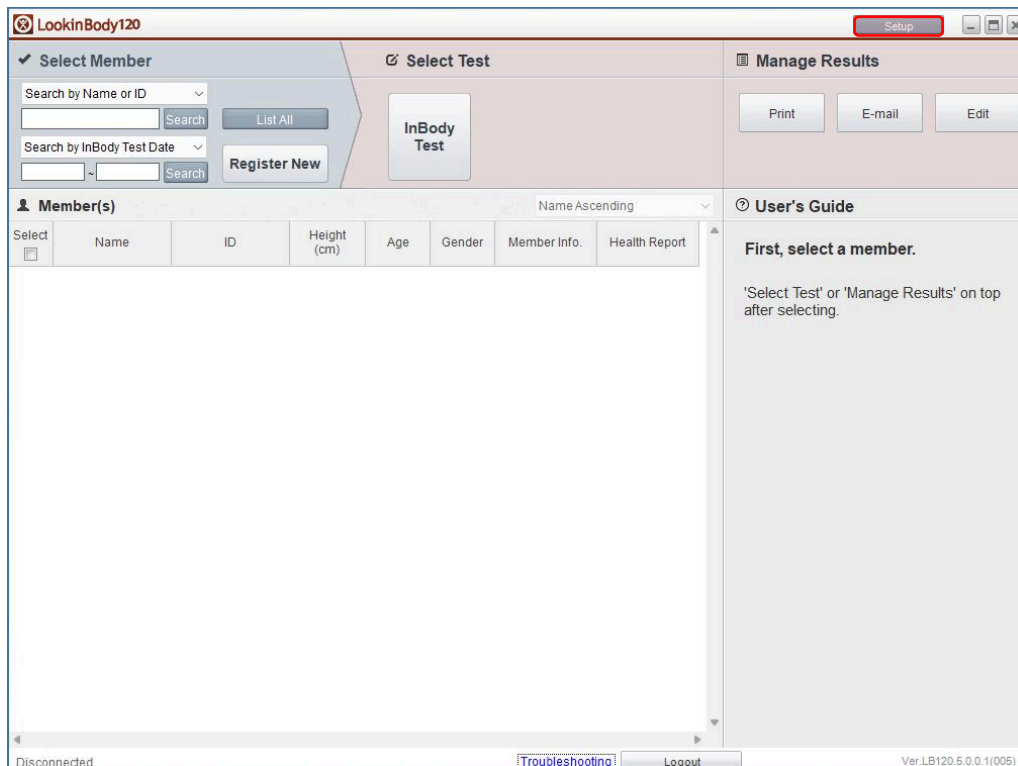 LookinBody120
Setup
Select Member
Select Test
Manage Results
Search by Name or ID
Search
List All
Search by InBody Test Date
~
Search
Register New
InBody
Test
Print
E-mail
Edit
Member(s)
Name Ascending
User's Guide
Select
Name
ID
Height
(cm)
Age
Gender
Member Info.
Health Report
First, select a member.
'Select Test' or 'Manage Results' on top
after selecting.
Disconnected
Troubleshooting
Logout
Ver.LB120.5.0.0.1(005)